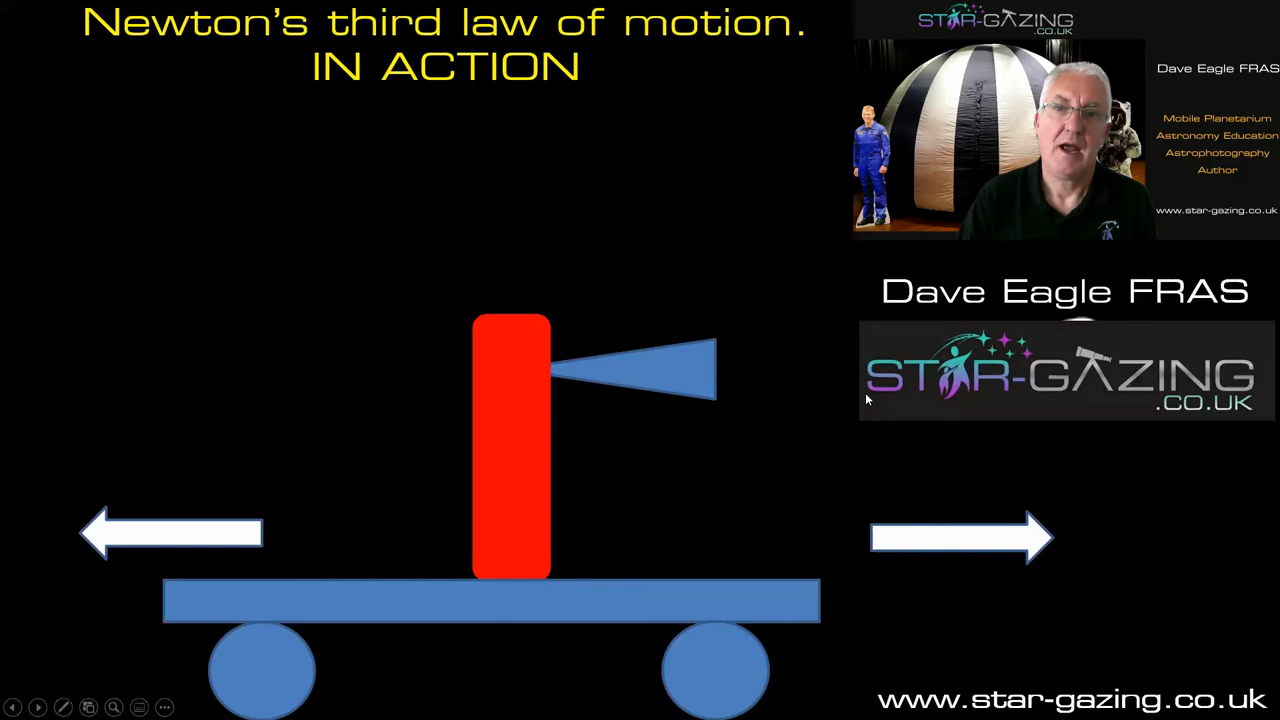 Newton's third law of motion.
IN ACTION
STAR-GAZING
.CO.UK
Dave Eagle FRAS
Mobile Planetarium
Astronomy Education
Astrophotography
Author
www.star-gazing.co.uk
Dave Eagle FRAS
STAR-GAZING
.CO.UK
www.star-gazing.co.uk